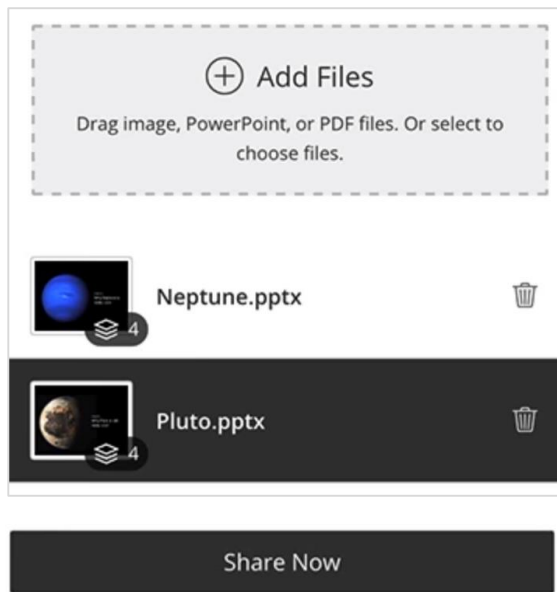 Add Files
Drag image, PowerPoint, or PDF files. Or select to
choose files.
Neptune.pptx
4
Pluto.pptx
4
Share Now